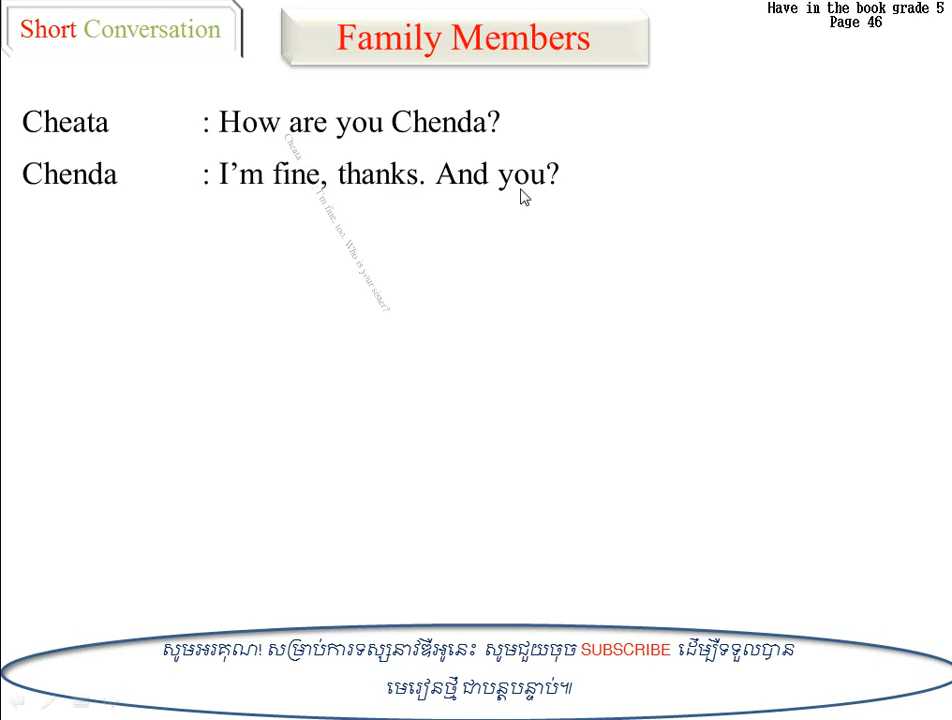 Have in the book grade 5
Page 46
Short Conversation
Family Members
Cheata : How are you Chenda?
Chenda : I’m fine, thanks. And you?
Cheata : I’m fine, too. Who is your sitter?
សូមអរគុណ! សម្រាប់ការទស្សនាវីឌីអូនេះ សូមជួយចុច SUBSCRIBE ដើម្បីទទួលបាន
មេរៀនថ្មី ជាបន្តបន្ទាប់៕